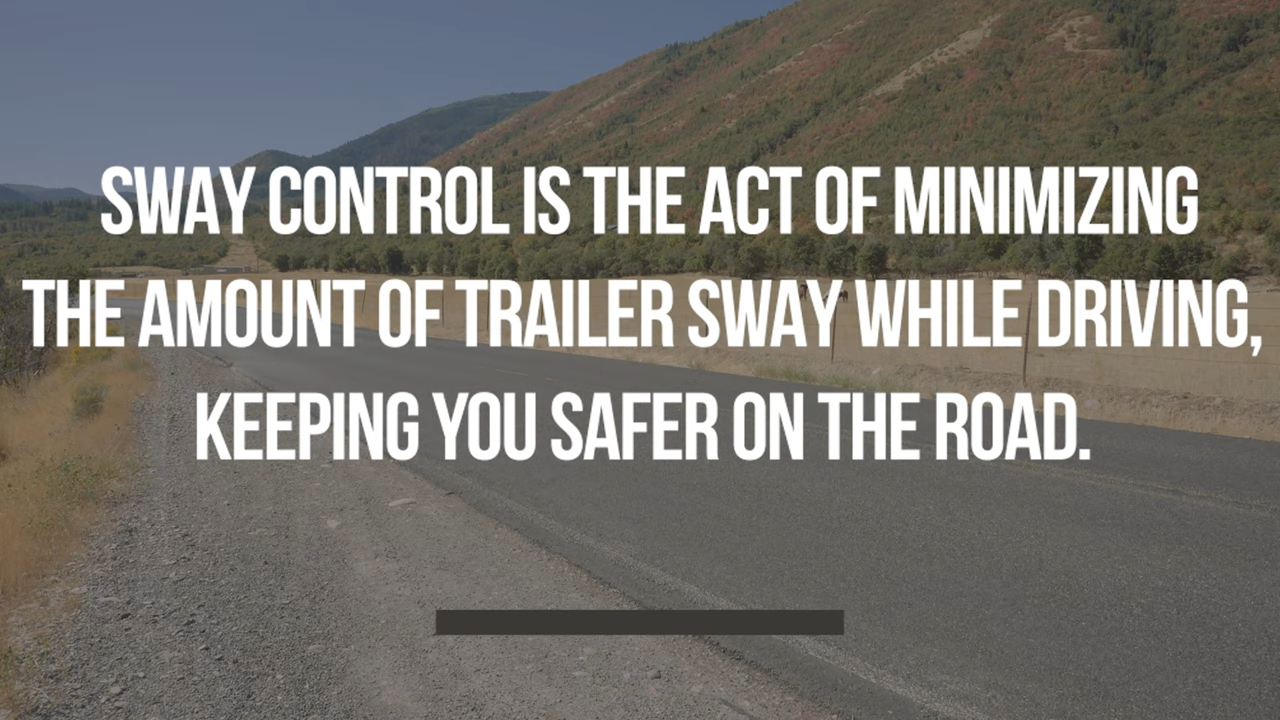 SWAY CONTROL IS THE ACT OF MINIMIZING
THE AMOUNT OF TRAILER SWAY WHILE DRIVING,
KEEPING YOU SAFER ON THE ROAD.